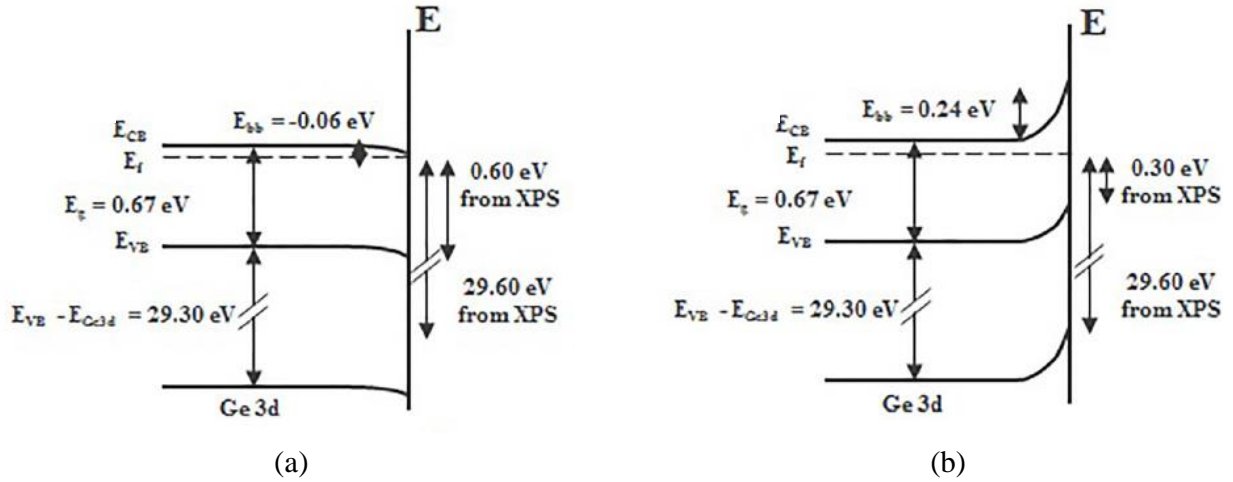 E
E_bb = -0.06 eV
E_CB
E_f
0.60 eV
from XPS
E_g = 0.67 eV
E_VB
29.60 eV
from XPS
E_VB - E_Ge3d = 29.30 eV
Ge 3d
(a)
E
E_bb = 0.24 eV
E_CB
E_f
0.30 eV
from XPS
E_g = 0.67 eV
E_VB
29.60 eV
from XPS
E_VB - E_Ge3d = 29.30 eV
Ge 3d
(b)